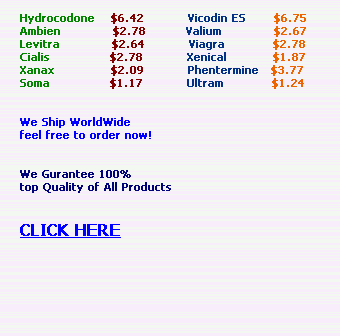 Hydrocodone $6.42 Vicodin ES $6.75
Ambien $2.78 Valium $2.67
Levitra $2.64 Viagra $2.78
Cialis $2.78 Xenical $1.87
Xanax $2.09 Phentermine $3.77
Soma $1.17 Ultram $1.24
We Ship WorldWide
feel free to order now!
We Gurantee 100%
top Quality of All Products
CLICK HERE